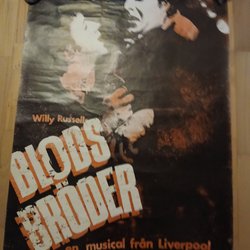 Willy Russell
BLODS
BRÖDER
en musical från Liverpool